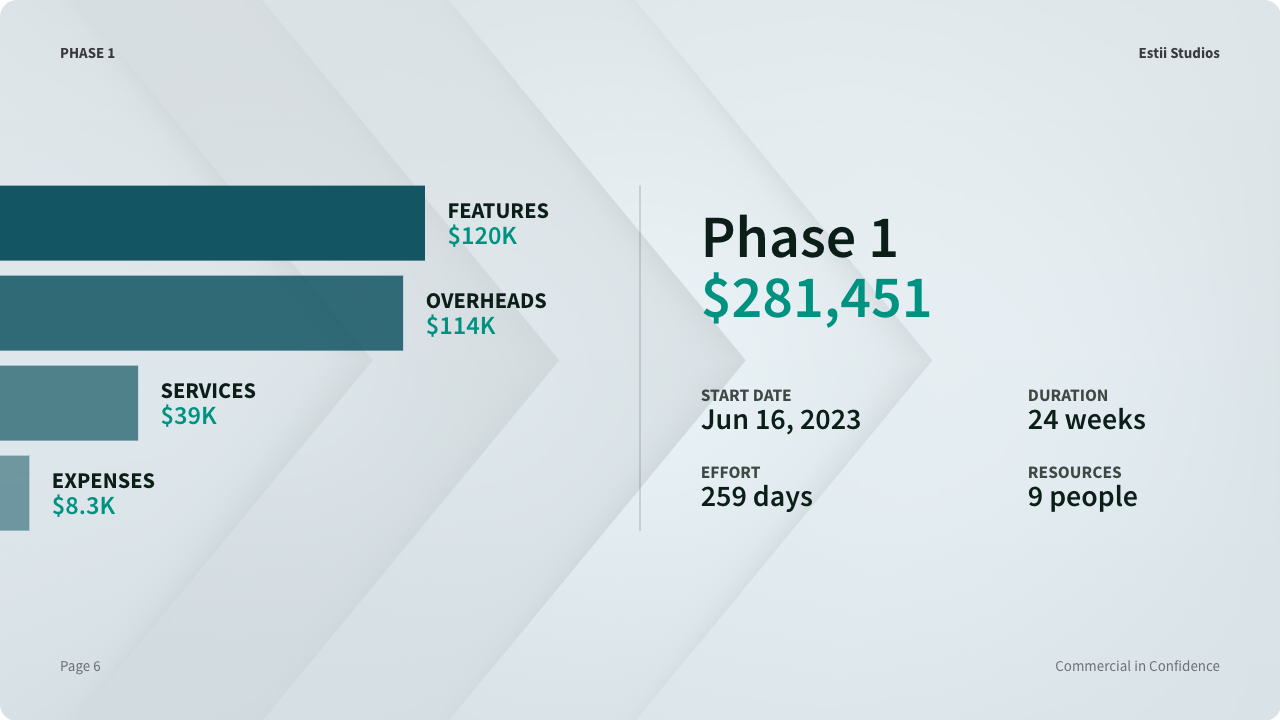 PHASE 1
Estii Studios
FEATURES
$120K
OVERHEADS
$114K
SERVICES
$39K
EXPENSES
$8.3K
Phase 1
$281,451
START DATE
Jun 16, 2023
DURATION
24 weeks
EFFORT
259 days
RESOURCES
9 people
Page 6
Commercial in Confidence